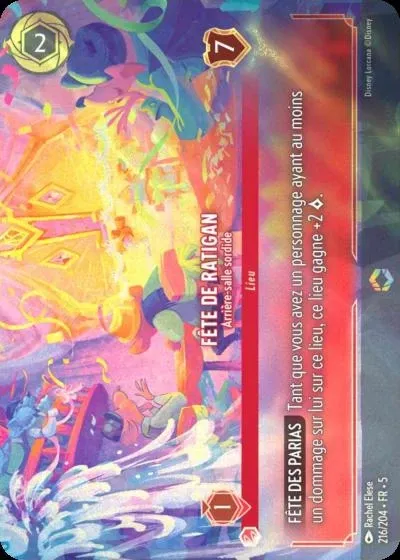 2
7
FÊTE DE RATIGAN
Arrière-salle sordide
Lieu
1
FÊTE DES PARIAS Tant que vous avez un personnage ayant au moins
un dommage sur lui sur ce lieu, ce lieu gagne +2 .
Rachel Elese
216/204 • FR • 5
Disney Lorcana ©Disney